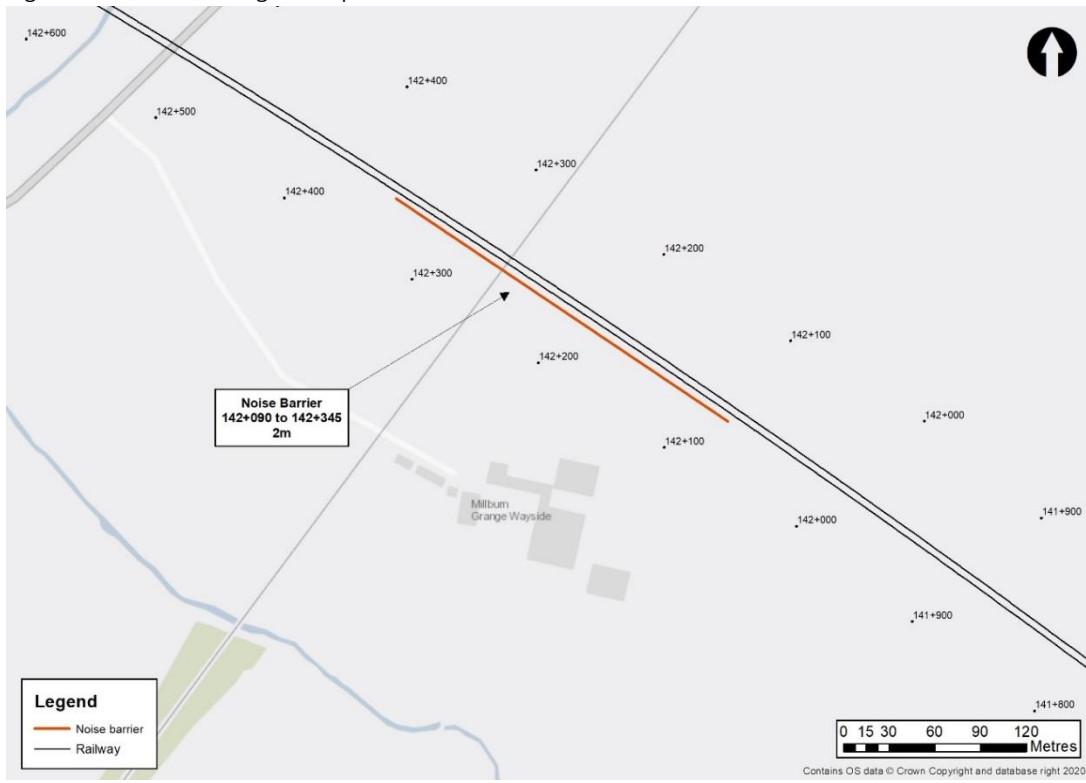 142+600
142+500
142+400
142+400
142+300
142+300
142+200
142+200
142+100
Noise Barrier
142+090 to 142+345
2m
142+100
142+000
Millburn
Grange Wayside
142+000
141+900
141+900
141+800
Legend
Noise barrier
Railway
0 15 30 60 90 120
Metres
Contains OS data © Crown Copyright and database right 2020